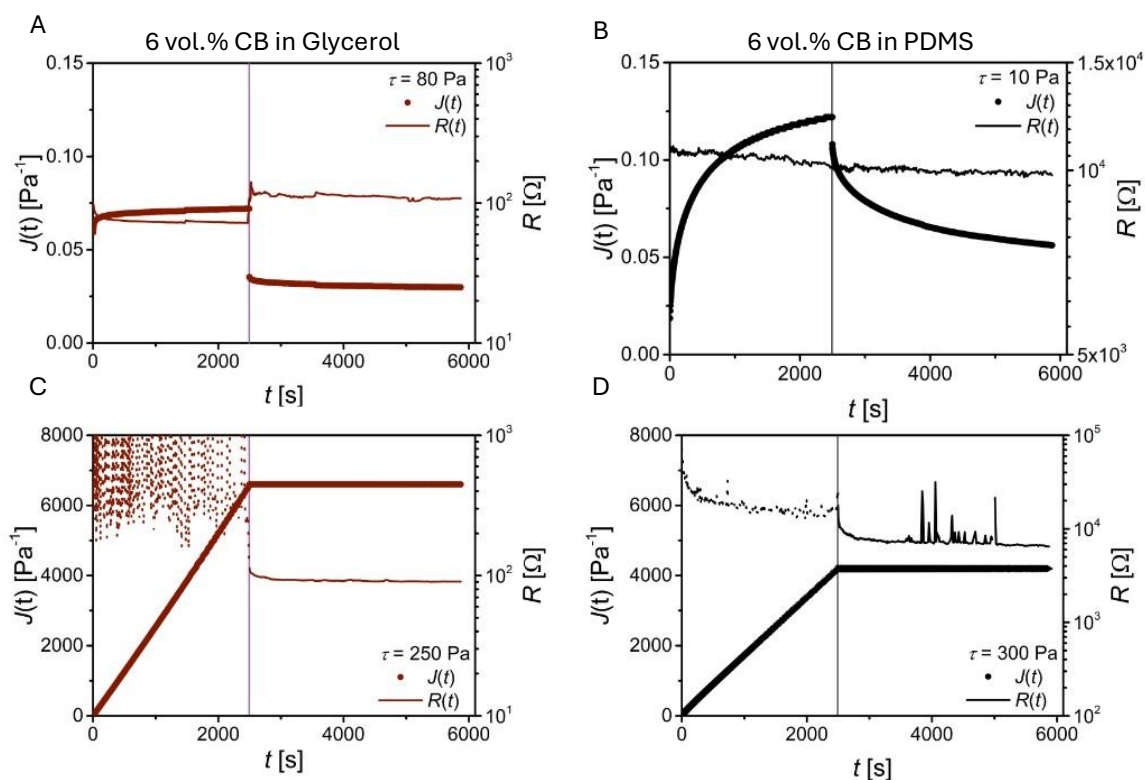 A
6 vol.% CB in Glycerol
0.15
0.10
0.05
0.00
J(t) [Pa⁻¹]
τ = 80 Pa
J(t)
R(t)
10³
10²
10¹
R [Ω]
0 2000 4000 6000
t [s]
B
6 vol.% CB in PDMS
0.15
0.10
0.05
0.00
J(t) [Pa⁻¹]
τ = 10 Pa
J(t)
R(t)
1.5x10⁴
10⁴
5x10³
R [Ω]
0 2000 4000 6000
t [s]
C
8000
6000
4000
2000
0
J(t) [Pa⁻¹]
τ = 250 Pa
J(t)
R(t)
10³
10²
10¹
R [Ω]
0 2000 4000 6000
t [s]
D
8000
6000
4000
2000
0
J(t) [Pa⁻¹]
τ = 300 Pa
J(t)
R(t)
10⁵
10⁴
10³
10²
R [Ω]
0 2000 4000 6000
t [s]